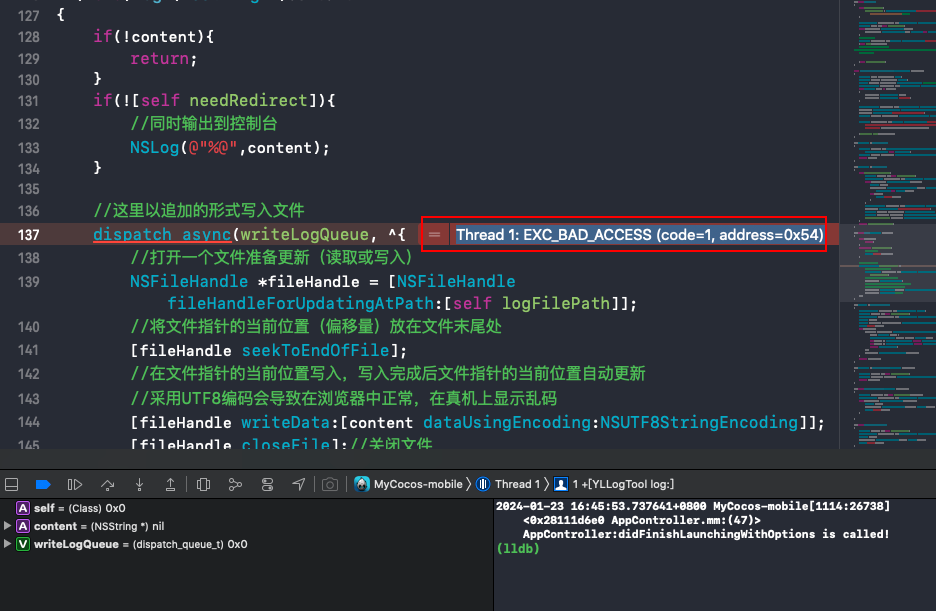 127 {
128 if(!content){
129 return;
130 }
131 if(![self needRedirect]){
132 //同时输出到控制台
133 NSLog(@"%@",content);
134 }
135
136 //这里以追加的形式写入文件
137 dispatch_async(writeLogQueue, ^{ = Thread 1: EXC_BAD_ACCESS (code=1, address=0x54)
138 //打开一个文件准备更新（读取或写入）
139 NSFileHandle *fileHandle = [NSFileHandle
fileHandleForUpdatingAtPath:[self logFilePath]];
140 //将文件指针的当前位置（偏移量）放在文件末尾处
141 [fileHandle seekToEndOfFile];
142 //在文件指针的当前位置写入，写入完成后文件指针的当前位置自动更新
143 //采用UTF8编码会导致在浏览器中正常，在真机上显示乱码
144 [fileHandle writeData:[content dataUsingEncoding:NSUTF8StringEncoding]];
145 [fileHandle closeFile];//关闭文件
MyCocos-mobile 〉 Thread 1 〉 1 +[YLLogTool log:]
A self = (Class) 0x0
A content = (NSString *) nil
V writeLogQueue = (dispatch_queue_t) 0x0
2024-01-23 16:45:53.737641+0800 MyCocos-mobile[1114:26738]
<0x28111d6e0 AppController.mm:(47)>
AppController:didFinishLaunchingWithOptions is called!
(lldb)